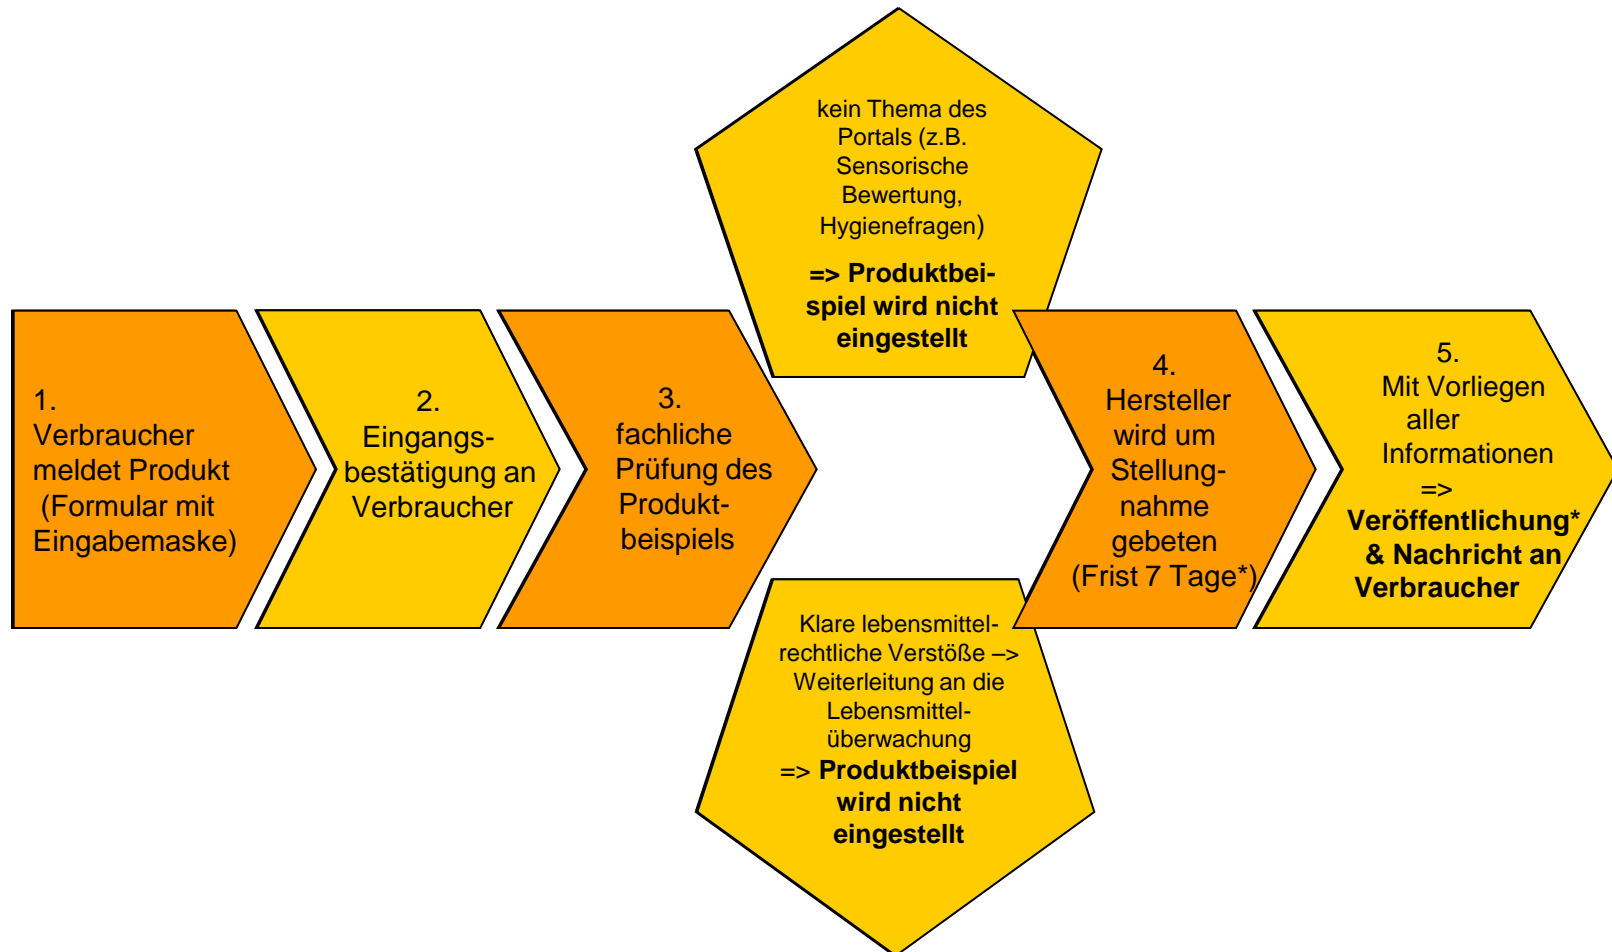 1.
Verbraucher
meldet Produkt
(Formular mit
Eingabemaske)
2.
Eingangs-
bestätigung an
Verbraucher
3.
fachliche
Prüfung des
Produkt-
beispiels
kein Thema des
Portals (z.B.
Sensorische
Bewertung,
Hygienefragen)
=> Produktbei-
spiel wird nicht
eingestellt
Klare lebensmittel-
rechtliche Verstöße –>
Weiterleitung an die
Lebensmittel-
überwachung
=> Produktbeispiel
wird nicht
eingestellt
4.
Hersteller
wird um
Stellung-
nahme
gebeten
(Frist 7 Tage*)
5.
Mit Vorliegen
aller
Informationen
=>
Veröffentlichung*
& Nachricht an
Verbraucher